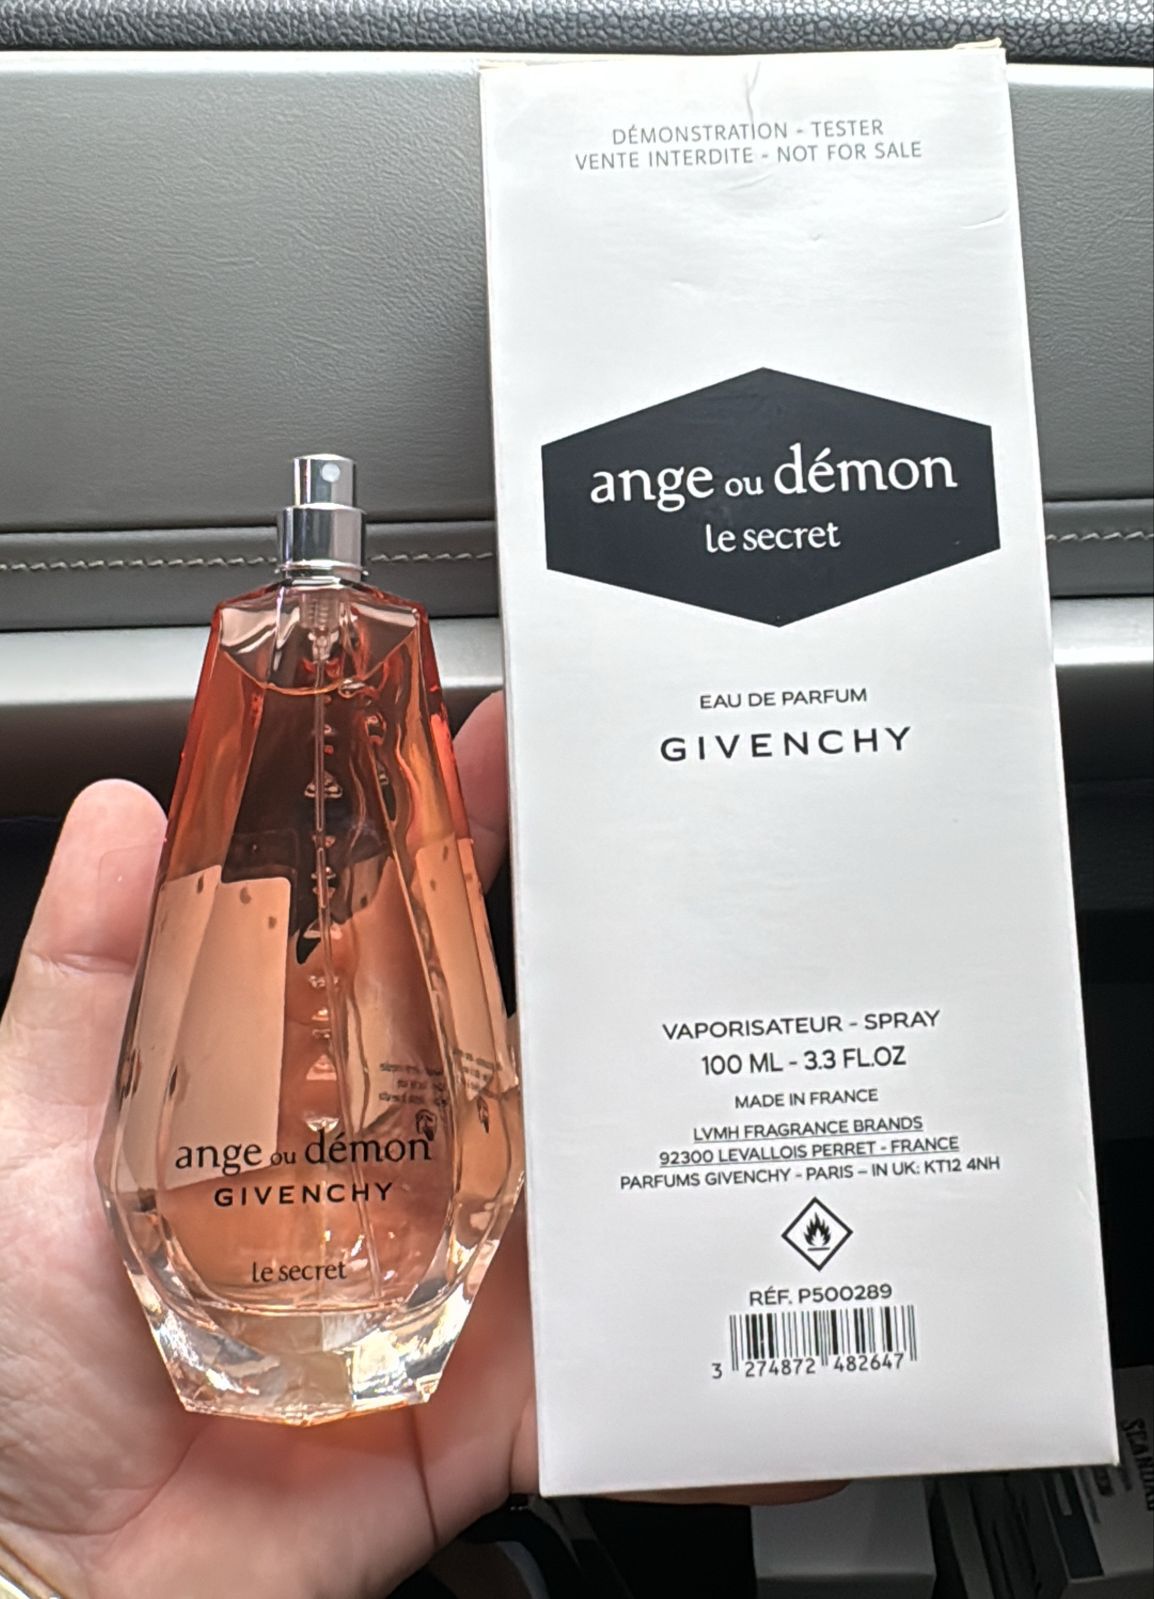 DÉMONSTRATION - TESTER
VENTE INTERDITE - NOT FOR SALE
ange ou démon
le secret
EAU DE PARFUM
GIVENCHY
VAPORISATEUR - SPRAY
100 ML - 3.3 FL.OZ
MADE IN FRANCE
LVMH FRAGRANCE BRANDS
92300 LEVALLOIS PERRET - FRANCE
PARFUMS GIVENCHY - PARIS – IN UK: KT12 4NH
RÉF. P500289
3 274872 482647
ange ou démon
GIVENCHY
le secret